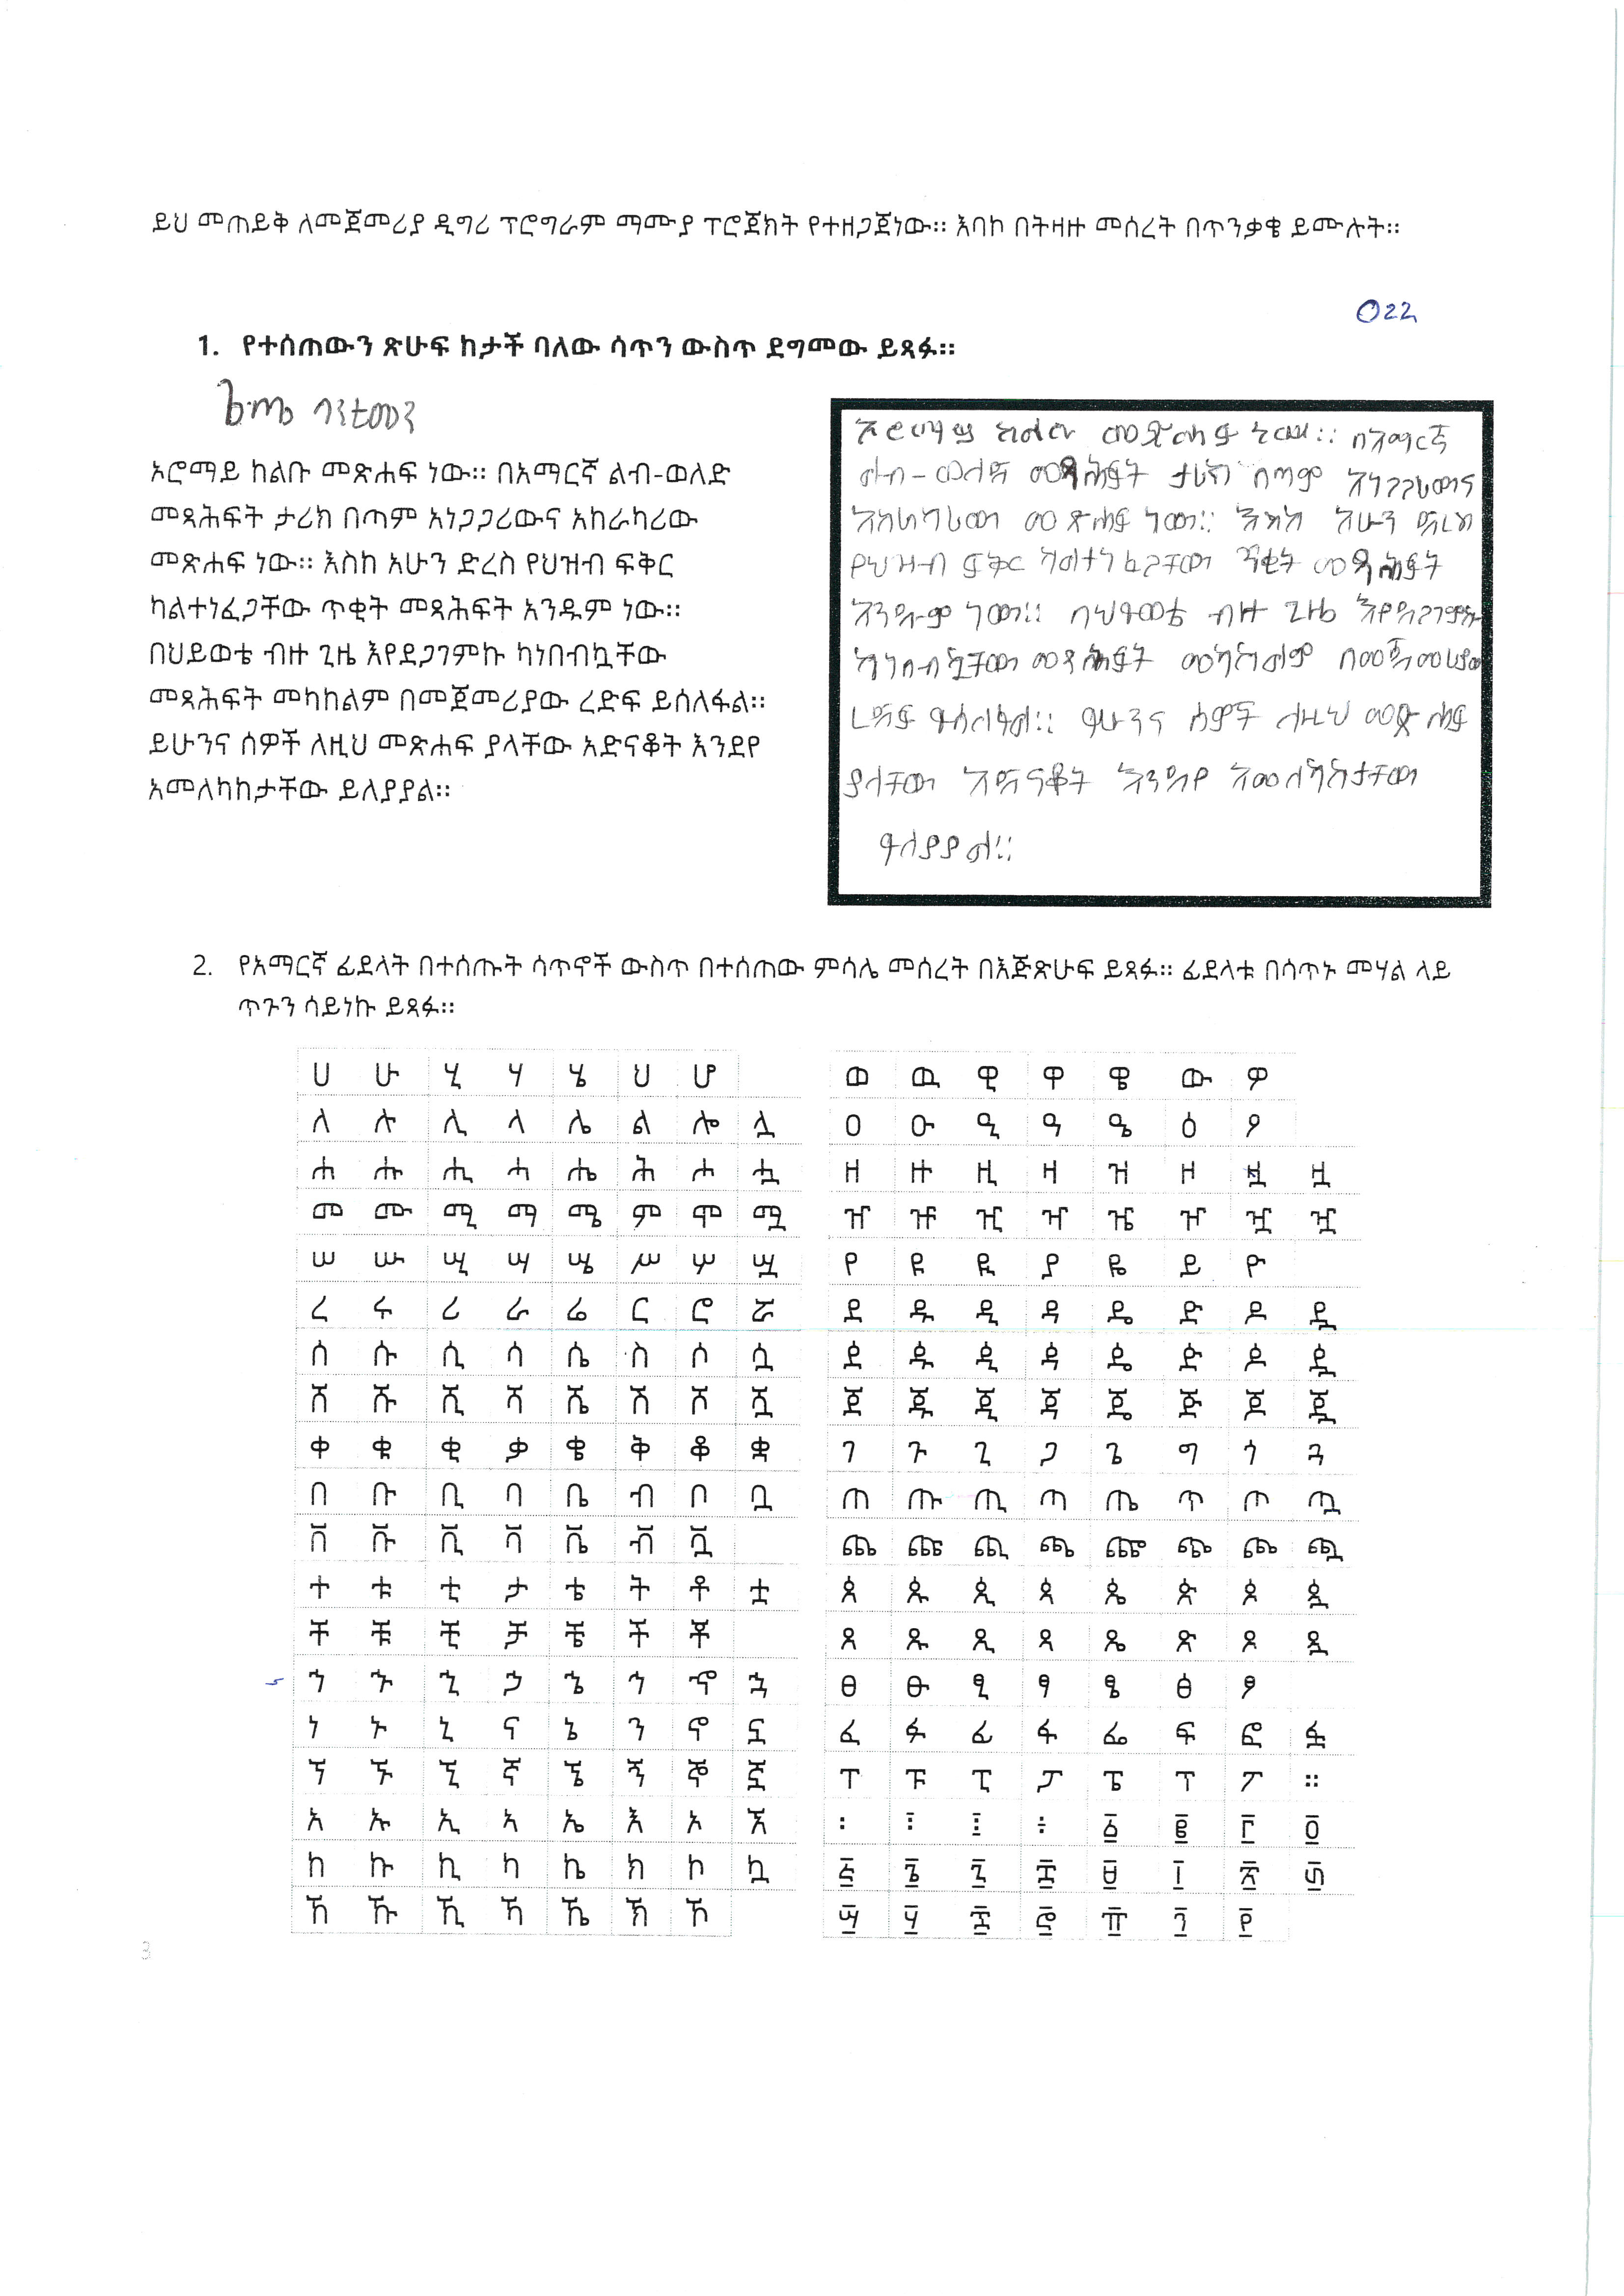 ይህ መጠይቅ ለመጀመሪያ ዲግሪ ፕሮግራም ማሙያ ፕሮጀክት የተዘጋጀነው። እባኮ በትዛዙ መሰረት በጥንቃቄ ይሙሉት።
022
1. የተሰጠውን ጽሁፍ ከታች ባለው ሳጥን ውስጥ ደግመው ይጻፉ።
ኦሮማይ ከልቡ መጽሐፍ ነው። በአማርኛ ልብ-ወለድ
መጻሕፍት ታሪክ በጣም አነጋጋሪውና አከራካሪው
መጽሐፍ ነው። እስከ አሁን ድረስ የህዝብ ፍቅር
ካልተነፈጋቸው ጥቂት መጻሕፍት አንዱም ነው።
በህይወቴ ብዙ ጊዜ እየደጋገምኩ ካነበብኳቸው
መጻሕፍት መካከልም በመጀመሪያው ረድፍ ይሰለፋል።
ይሁንና ሰዎች ለዚህ መጽሐፍ ያላቸው አድናቆት እንደየ
አመለካከታቸው ይለያያል።
ኦሮማይ ከልቡ መጽሐፍ ነው። በአማርኛ
ልብ-ወለድ መጻሕፍት ታሪክ በጣም አነጋጋሪውና
አከራካሪው መጽሐፍ ነው። እስከ አሁን ድረስ
የህዝብ ፍቅር ካልተነፈጋቸው ጥቂት መጻሕፍት
አንዱም ነው። በህይወቴ ብዙ ጊዜ እየደጋገምኩ
ካነበብኳቸው መጻሕፍት መካከልም በመጀመሪያው
ረድፍ ይሰለፋል። ይሁንና ሰዎች ለዚህ መጽሐፍ
ያላቸው አድናቆት እንደየ አመለካከታቸው
ይለያያል።
2. የአማርኛ ፊደላት በተሰጡት ሳጥኖች ውስጥ በተሰጠው ምሳሌ መሰረት በእጅጽሁፍ ይጻፉ። ፊደላቱ በሳጥኑ መሃል ላይ
ጥጉን ሳይነኩ ይጻፉ።
ሀ ሁ ሂ ሃ ሄ ህ ሆ
ለ ሉ ሊ ላ ሌ ል ሎ ሏ
ሐ ሑ ሒ ሓ ሔ ሕ ሖ ሗ
መ ሙ ሚ ማ ሜ ም ሞ ሟ
ሠ ሡ ሢ ሣ ሤ ሥ ሦ ሧ
ረ ሩ ሪ ራ ሬ ር ሮ ሯ
ሰ ሱ ሲ ሳ ሴ ስ ሶ ሷ
ሸ ሹ ሺ ሻ ሼ ሽ ሾ ሿ
ቀ ቁ ቂ ቃ ቄ ቅ ቆ ቋ
በ ቡ ቢ ባ ቤ ብ ቦ ቧ
ቨ ቩ ቪ ቫ ቬ ቭ ቯ
ተ ቱ ቲ ታ ቴ ት ቶ ቷ
ቸ ቹ ቺ ቻ ቼ ች ቾ
ኀ ኁ ኂ ኃ ኄ ኅ ኆ ኋ
ነ ኑ ኒ ና ኔ ን ኖ ኗ
ኘ ኙ ኚ ኛ ኜ ኝ ኞ ኟ
አ ኡ ኢ ኣ ኤ እ ኦ ኧ
ከ ኩ ኪ ካ ኬ ክ ኮ ኳ
ኸ ኹ ኺ ኻ ኼ ኽ ኾ
ወ ዉ ዊ ዋ ዌ ው ዎ
ዐ ዑ ዒ ዓ ዔ ዕ ዖ
ዘ ዙ ዚ ዛ ዝ ዞ ዟ ዟ
ዠ ዡ ዢ ዣ ዤ ዠ ዧ ዧ
የ ዩ ዪ ያ ዬ ይ ዮ
ደ ዱ ዲ ዳ ዴ ድ ዶ ዷ
ዸ ዹ ዺ ዻ ዼ ዽ ዾ ዿ
ጀ ጁ ጂ ጃ ጄ ጅ ጆ ጇ
ገ ጉ ጊ ጋ ጌ ግ ጎ ጓ
ጠ ጡ ጢ ጣ ጤ ጥ ጦ ጧ
ጨ ጩ ጪ ጫ ጬ ጭ ጮ ጯ
ጰ ጱ ጲ ጳ ጴ ጵ ጶ ጷ
ጸ ጹ ጺ ጻ ጼ ጽ ጾ ጿ
ፀ ፁ ፂ ፃ ፄ ፅ ፆ
ፈ ፉ ፊ ፋ ፌ ፍ ፎ ፏ
ፐ ፑ ፒ ፓ ፔ ፕ ፖ ።
፡ ፧ ፤ ፥ ፩ ፪ ፫ ፬
፭ ፮ ፯ ፰ ፱ ፲ ፳ ፴
፵ ፶ ፷ ፸ ፹ ፺ ፻
3